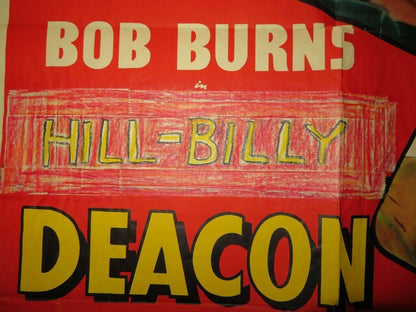 BOB BURNS
in
HILL-BILLY
DEACON